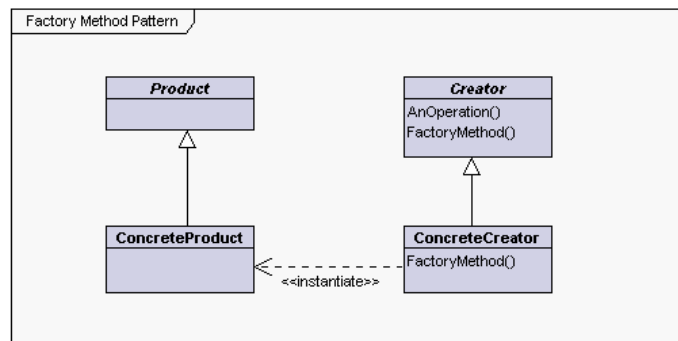 Factory Method Pattern
Product
Creator
AnOperation()
FactoryMethod()
ConcreteProduct
ConcreteCreator
FactoryMethod()
<<instantiate>>